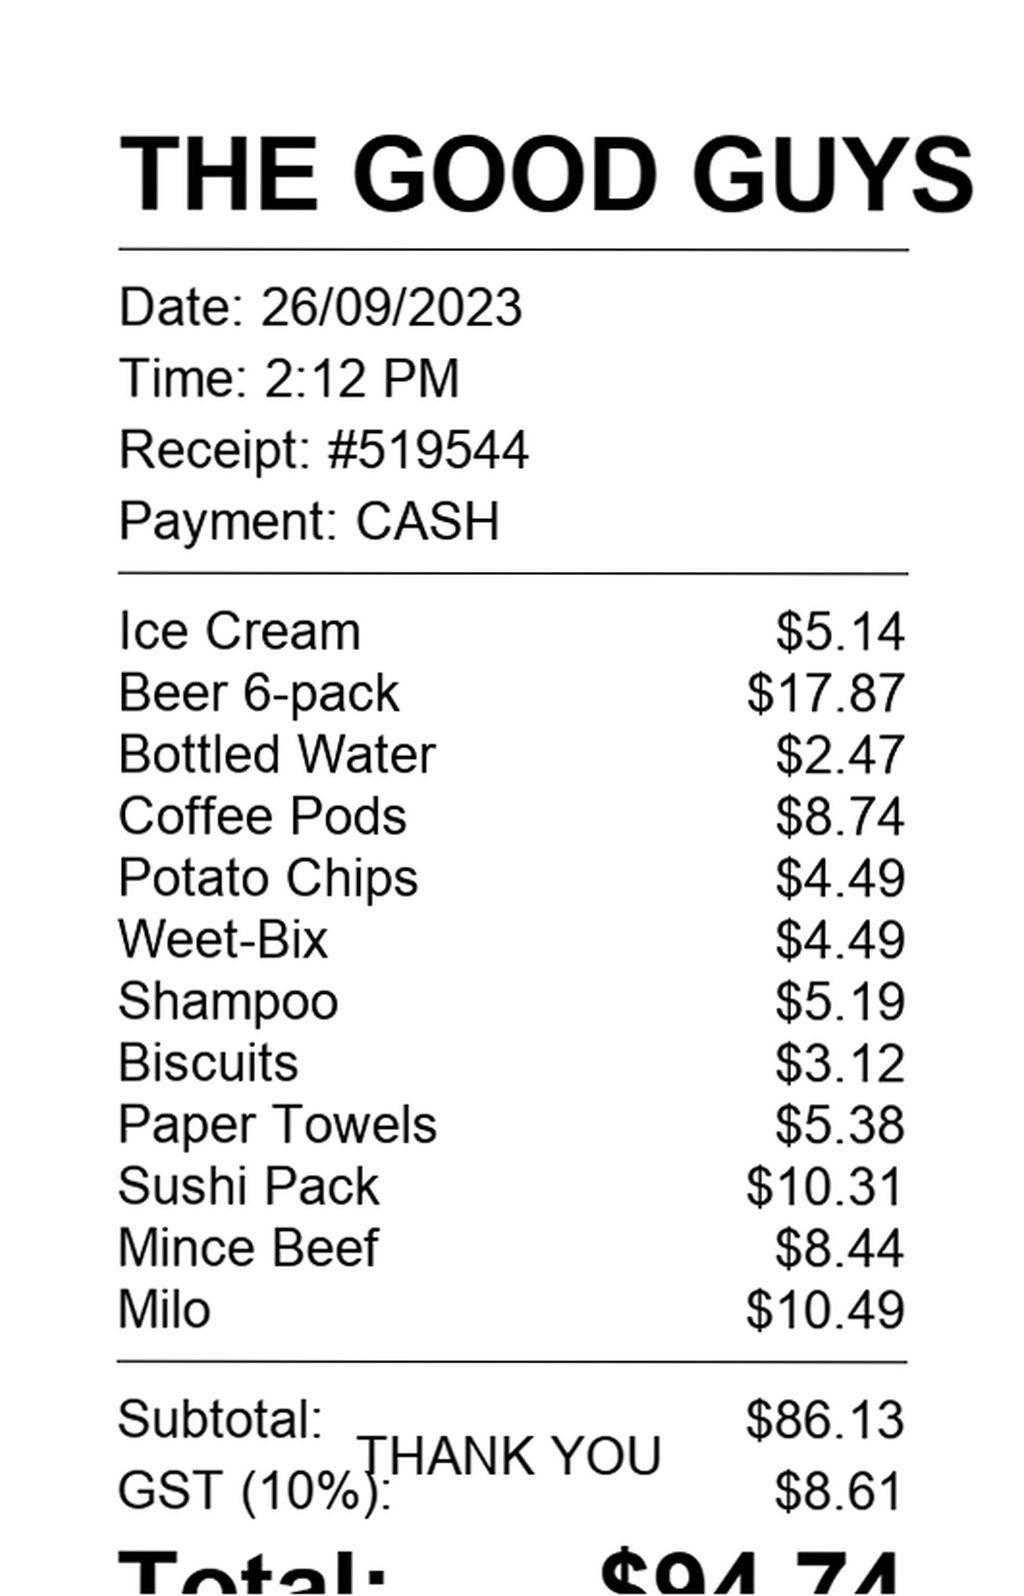 THE GOOD GUYS
Date: 26/09/2023
Time: 2:12 PM
Receipt: #519544
Payment: CASH
Ice Cream $5.14
Beer 6-pack $17.87
Bottled Water $2.47
Coffee Pods $8.74
Potato Chips $4.49
Weet-Bix $4.49
Shampoo $5.19
Biscuits $3.12
Paper Towels $5.38
Sushi Pack $10.31
Mince Beef $8.44
Milo $10.49
Subtotal: $86.13
THANK YOU
GST (10%): $8.61
Total: $94.74